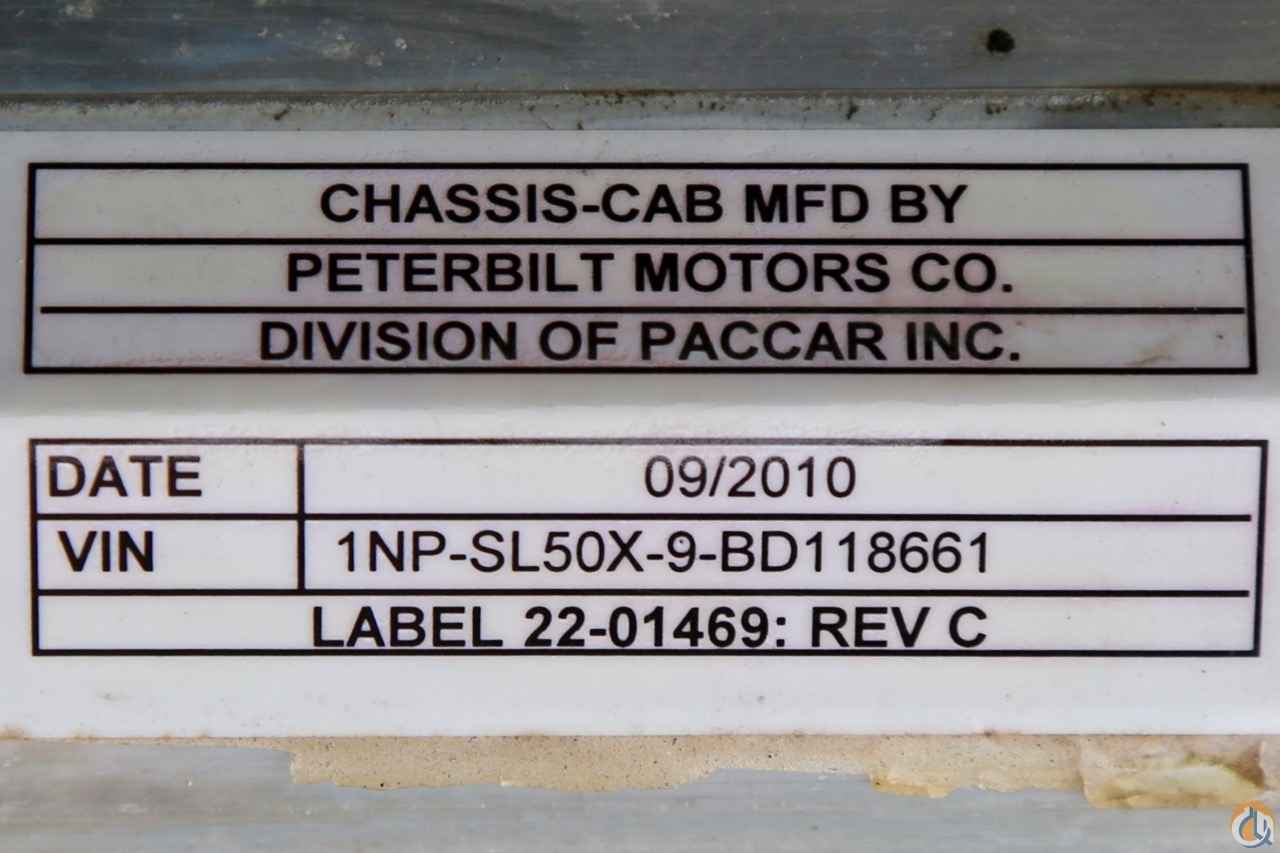 CHASSIS-CAB MFD BY
PETERBILT MOTORS CO.
DIVISION OF PACCAR INC.
DATE 09/2010
VIN 1NP-SL50X-9-BD118661
LABEL 22-01469: REV C